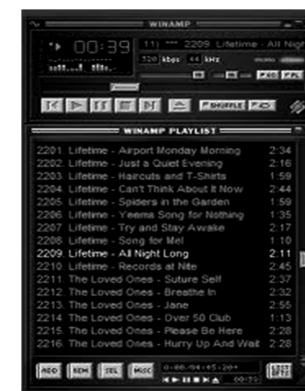 WINAMP
00:39
11) *** 2209. Lifetime - All Nigh
320 kbps 44 kHz
EQ PL
SHUFFLE
WINAMP PLAYLIST
2201. Lifetime - Airport Monday Morning 2:34
2202. Lifetime - Just a Quiet Evening 2:16
2203. Lifetime - Haircuts and T-Shirts 1:59
2204. Lifetime - Can't Think About It Now 2:44
2205. Lifetime - Spiders in the Garden 1:59
2206. Lifetime - Yeems Song for Nothing 1:35
2207. Lifetime - Try and Stay Awake 2:17
2208. Lifetime - Song for Mel 1:10
2209. Lifetime - All Night Long 2:11
2210. Lifetime - Records at Nite 2:45
2211. The Loved Ones - Suture Self 2:37
2212. The Loved Ones - Breathe In 2:32
2213. The Loved Ones - Jane 2:55
2214. The Loved Ones - Over 50 Club 1:13
2215. The Loved Ones - Please Be Here 2:28
2216. The Loved Ones - Hurry Up And Wait 2:28
ADD REM SEL MISC
00:39
LIST OPTS